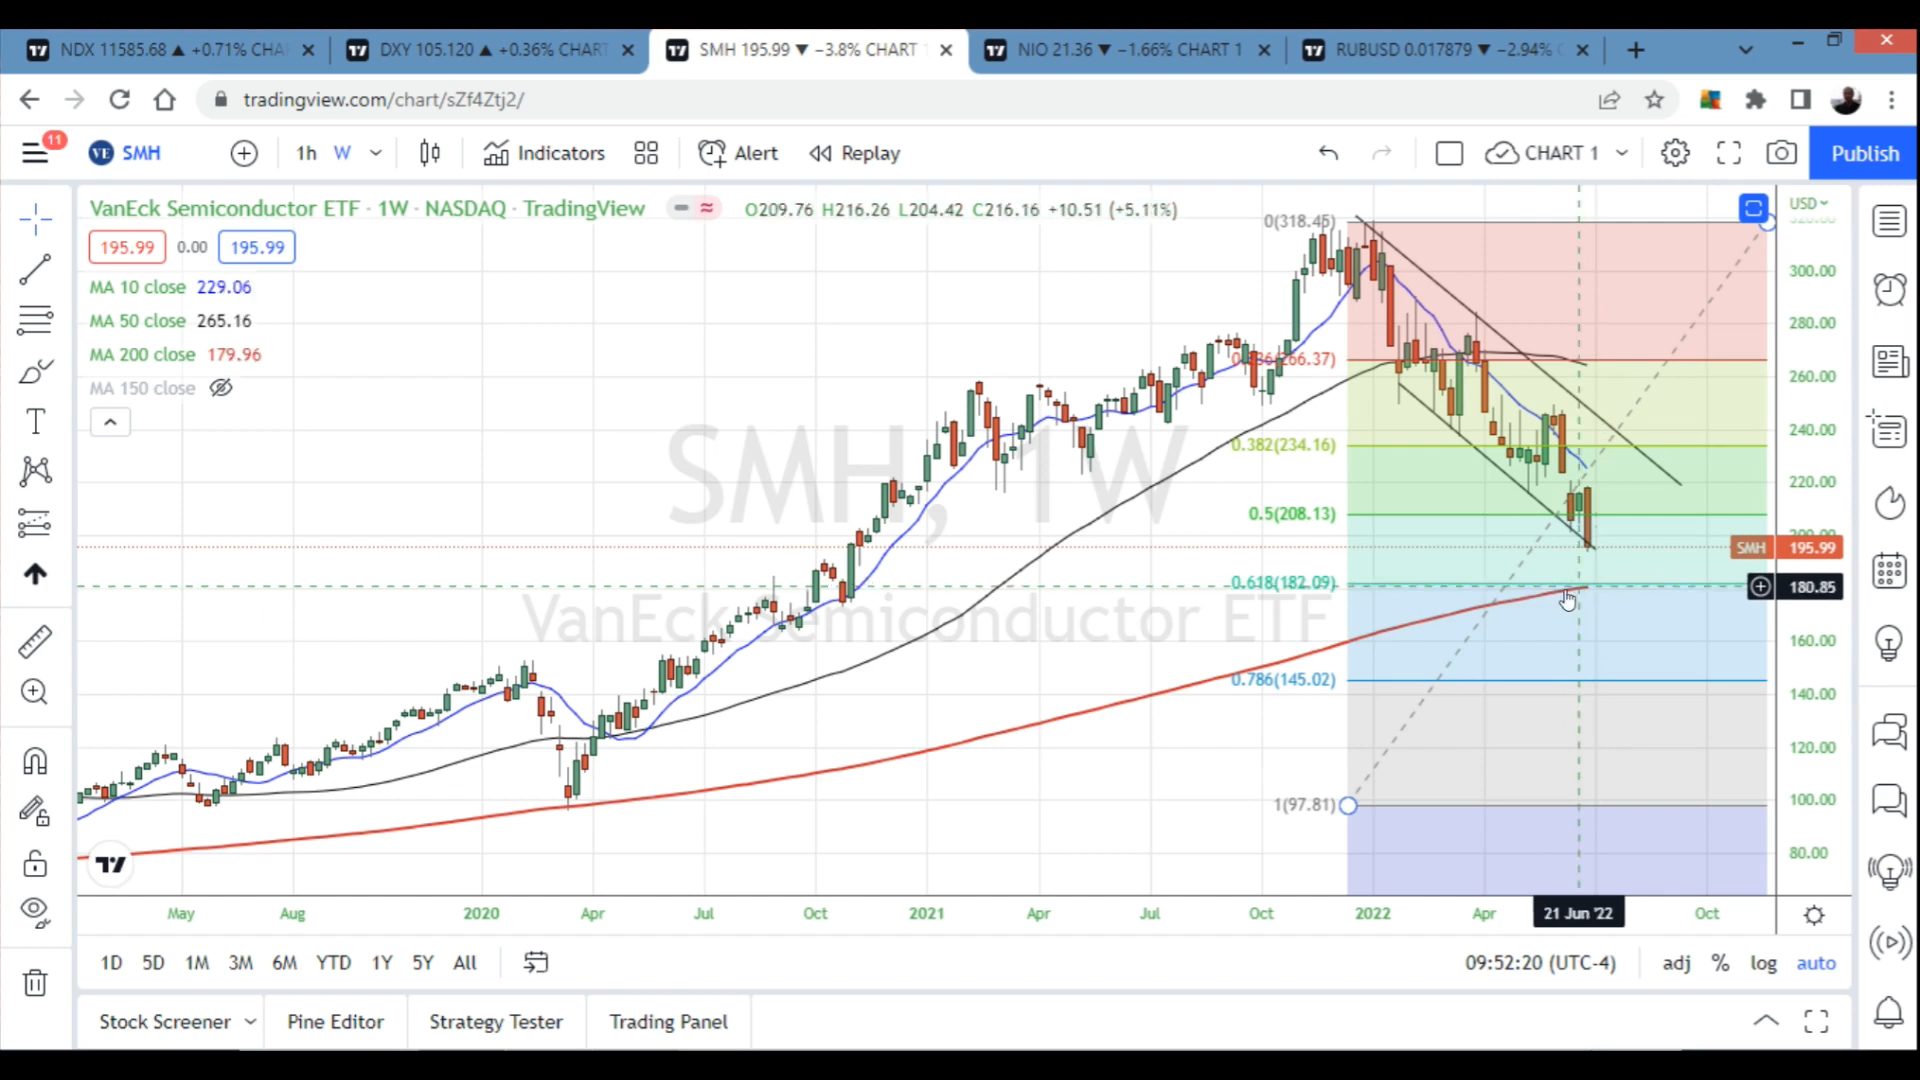 NDX 11585.68 ▲ +0.71% CHA
DXY 105.120 ▲ +0.36% CHART
SMH 195.99 ▼ −3.8% CHART 1
NIO 21.36 ▼ −1.66% CHART 1
RUBUSD 0.017879 ▼ −2.94% C
tradingview.com/chart/sZf4Ztj2/
11
VE SMH 1h W Indicators Alert Replay CHART 1 Publish
VanEck Semiconductor ETF · 1W · NASDAQ · TradingView
O209.76 H216.26 L204.42 C216.16 +10.51 (+5.11%)
195.99 0.00 195.99
MA 10 close 229.06
MA 50 close 265.16
MA 200 close 179.96
MA 150 close
SMH, 1W
VanEck Semiconductor ETF
0(318.45)
0.382(234.16)
0.5(208.13)
0.618(182.09)
0.786(145.02)
1(97.81)
USD
300.00
280.00
260.00
240.00
220.00
200.00
SMH 195.99
180.85
160.00
140.00
120.00
100.00
80.00
May Aug 2020 Apr Jul Oct 2021 Apr Jul Oct 2022 Apr 21 Jun '22 Oct
1D 5D 1M 3M 6M YTD 1Y 5Y All
09:52:20 (UTC-4) adj % log auto
Stock Screener Pine Editor Strategy Tester Trading Panel